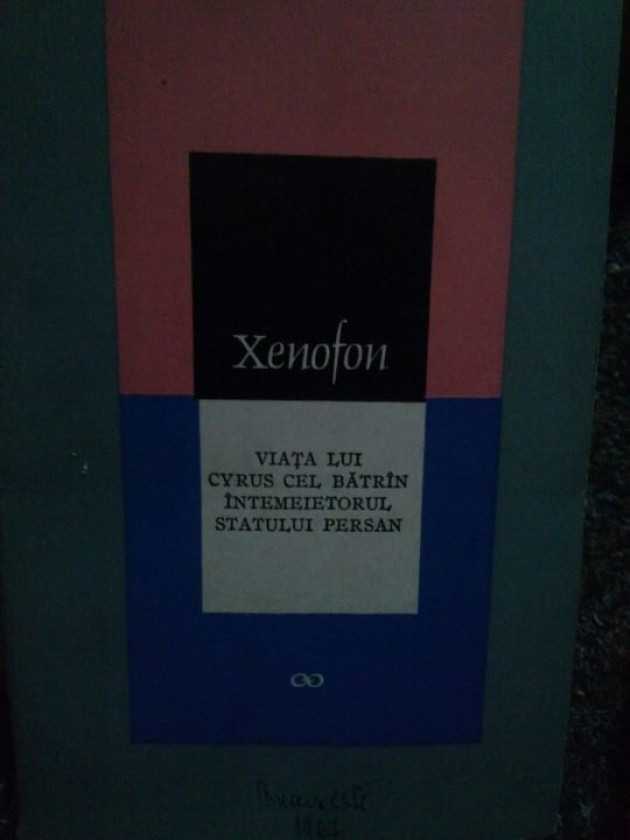 Xenofon
VIAȚA LUI
CYRUS CEL BĂTRÎN
ÎNTEMEIETORUL
STATULUI PERSAN